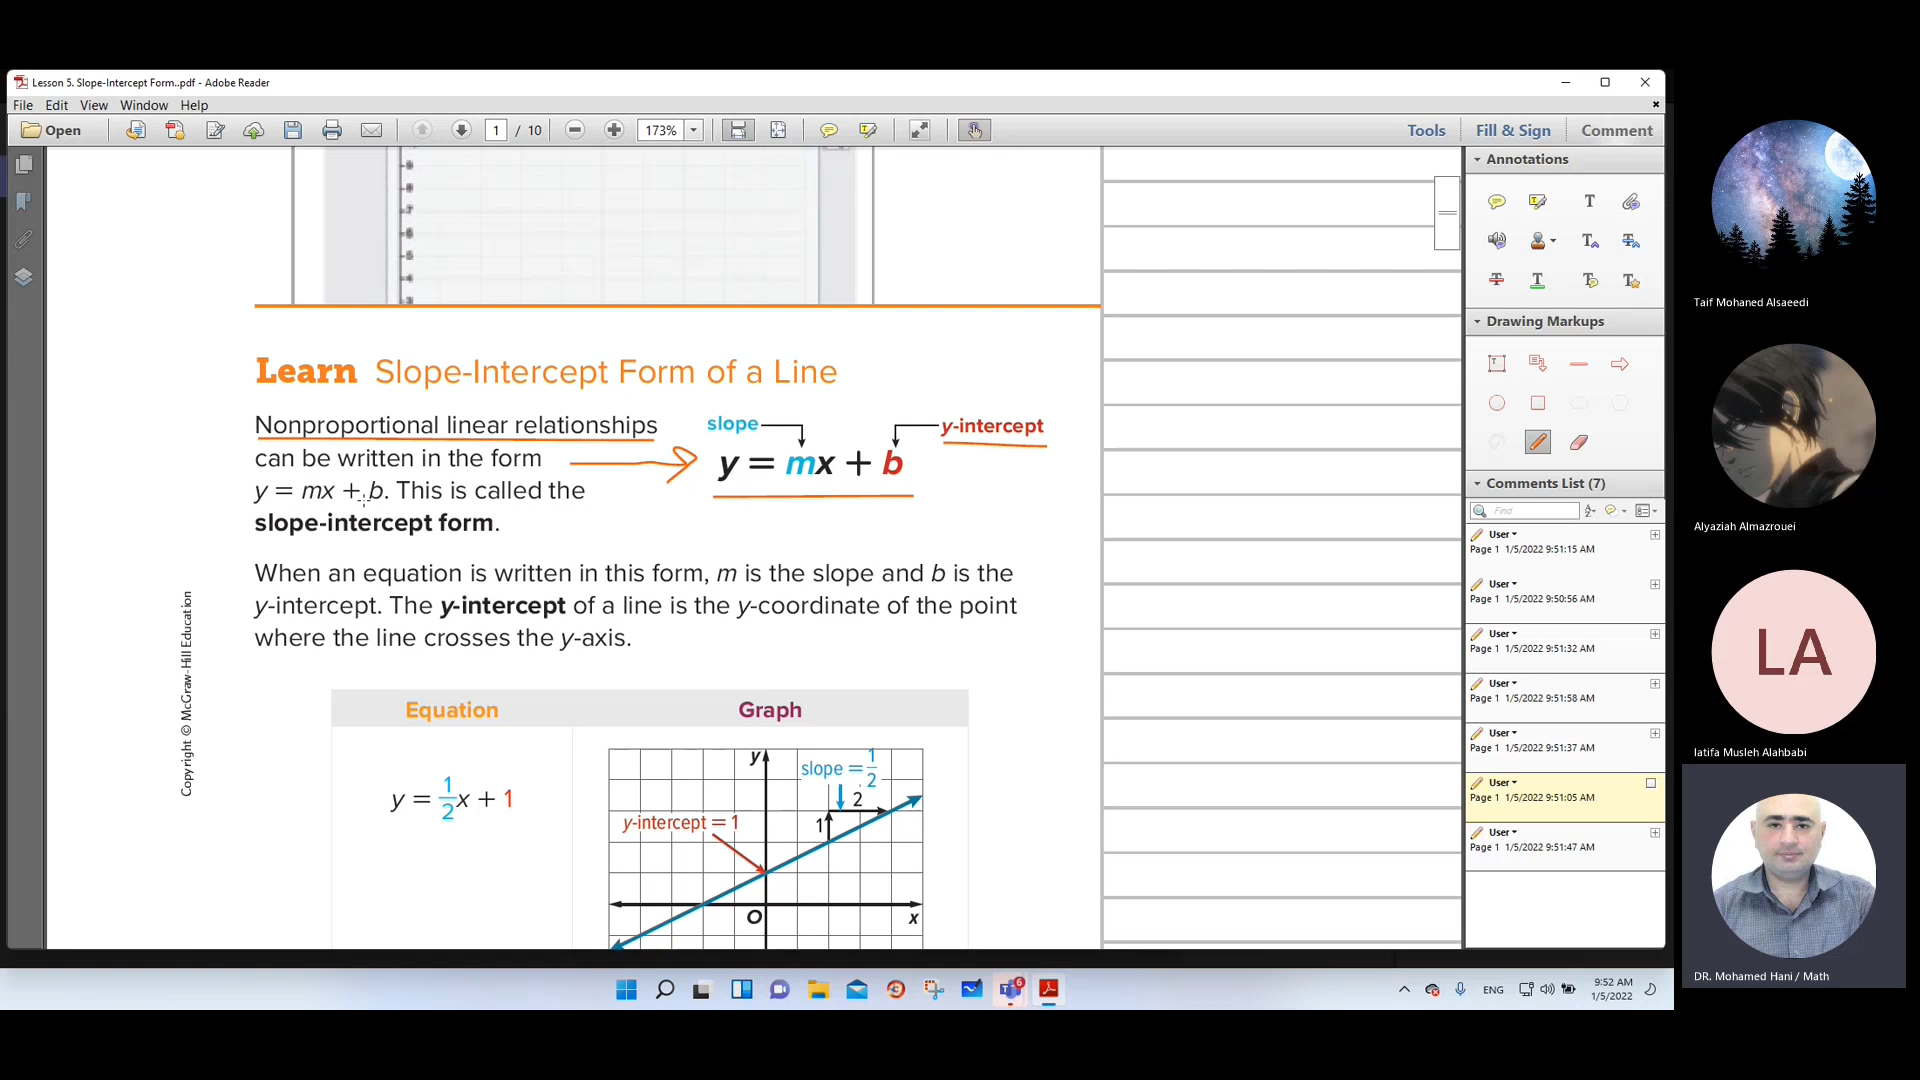 Lesson 5. Slope-Intercept Form..pdf - Adobe Reader
File Edit View Window Help
Open 1 / 10 173% Tools Fill & Sign Comment
Learn Slope-Intercept Form of a Line
Nonproportional linear relationships
can be written in the form
y = mx + b. This is called the
slope-intercept form.
slope y-intercept
y = mx + b
When an equation is written in this form, m is the slope and b is the
y-intercept. The y-intercept of a line is the y-coordinate of the point
where the line crosses the y-axis.
Copyright © McGraw-Hill Education
Equation Graph
y = 1/2 x + 1
y
slope = 1/2
2
1
y-intercept = 1
O
x
Annotations
T
Drawing Markups
Comments List (7)
Find
User
Page 1 1/5/2022 9:51:15 AM
User
Page 1 1/5/2022 9:50:56 AM
User
Page 1 1/5/2022 9:51:32 AM
User
Page 1 1/5/2022 9:51:58 AM
User
Page 1 1/5/2022 9:51:37 AM
User
Page 1 1/5/2022 9:51:05 AM
User
Page 1 1/5/2022 9:51:47 AM
Taif Mohaned Alsaeedi
Alyaziah Almazrouei
LA
latifa Musleh Alahbabi
DR. Mohamed Hani / Math
6
ENG
9:52 AM
1/5/2022